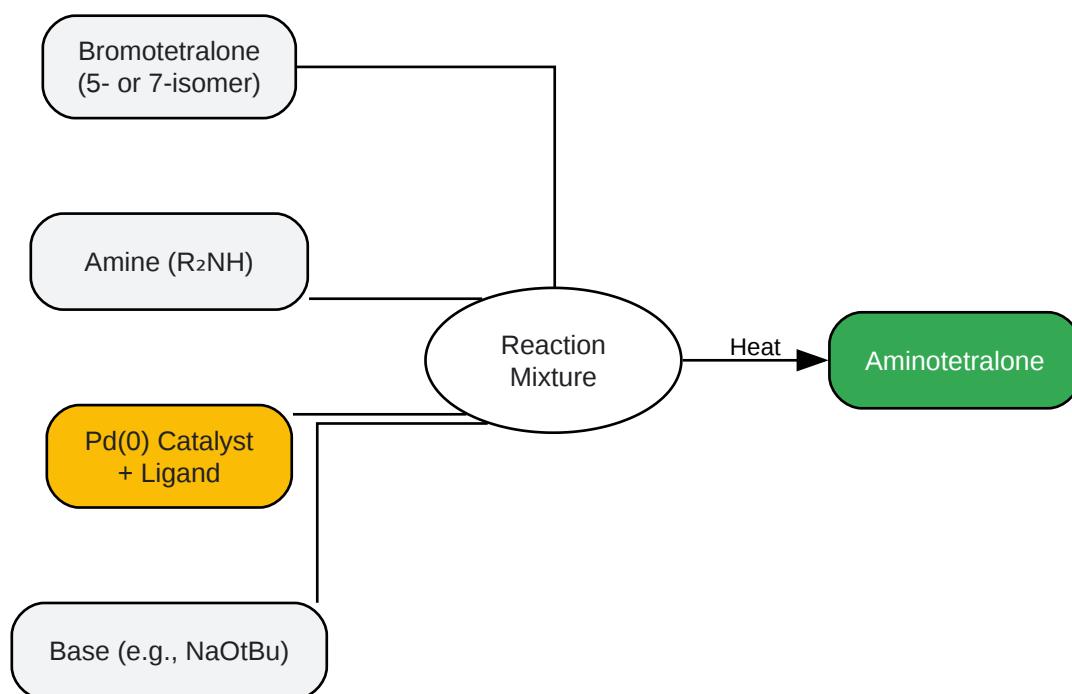 Bromotetralone
(5- or 7-isomer)
Amine (R₂NH)
Reaction
Mixture
Heat
Aminotetralone
Pd(0) Catalyst
+ Ligand
Base (e.g., NaOtBu)